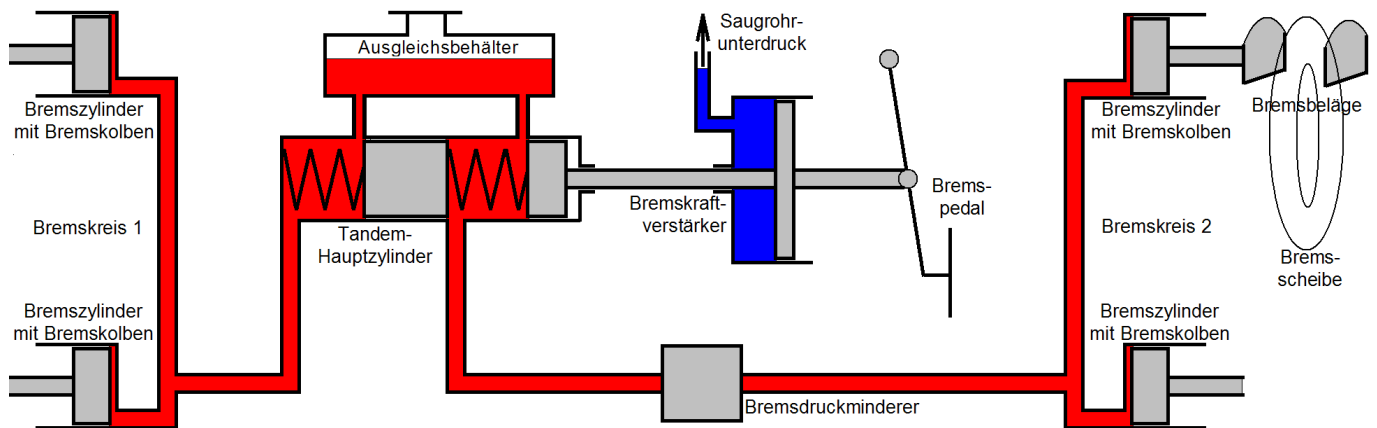 Ausgleichsbehälter
Saugrohr-
unterdruck
Bremszylinder
mit Bremskolben
Bremszylinder
mit Bremskolben
Bremsbeläge
Bremskreis 1
Tandem-
Hauptzylinder
Bremskraft-
verstärker
Brems-
pedal
Bremskreis 2
Brems-
scheibe
Bremszylinder
mit Bremskolben
Bremszylinder
mit Bremskolben
Bremsdruckminderer